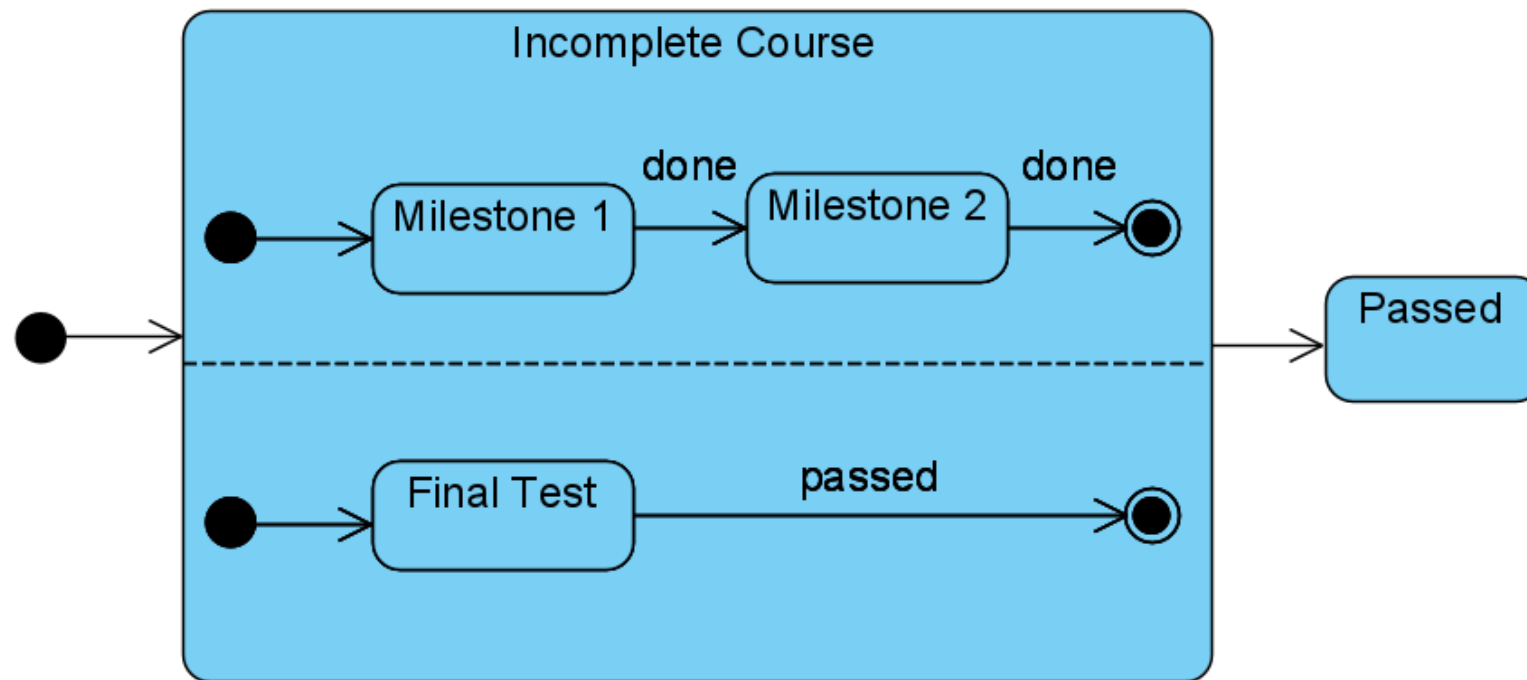 Incomplete Course
done
done
Milestone 1
Milestone 2
Passed
Final Test
passed